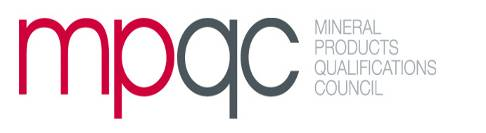 mpqc
MINERAL
PRODUCTS
QUALIFICATIONS
COUNCIL